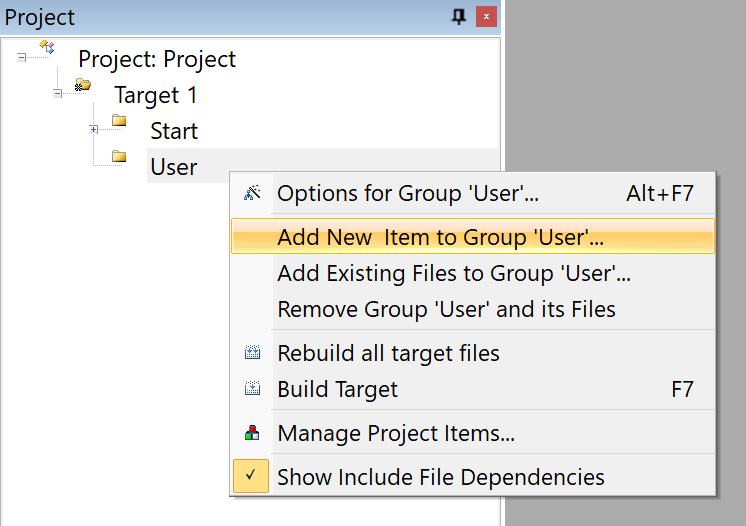 Project
Project: Project
Target 1
Start
User
Options for Group 'User'... Alt+F7
Add New  Item to Group 'User'...
Add Existing Files to Group 'User'...
Remove Group 'User' and its Files
Rebuild all target files
Build Target F7
Manage Project Items...
Show Include File Dependencies